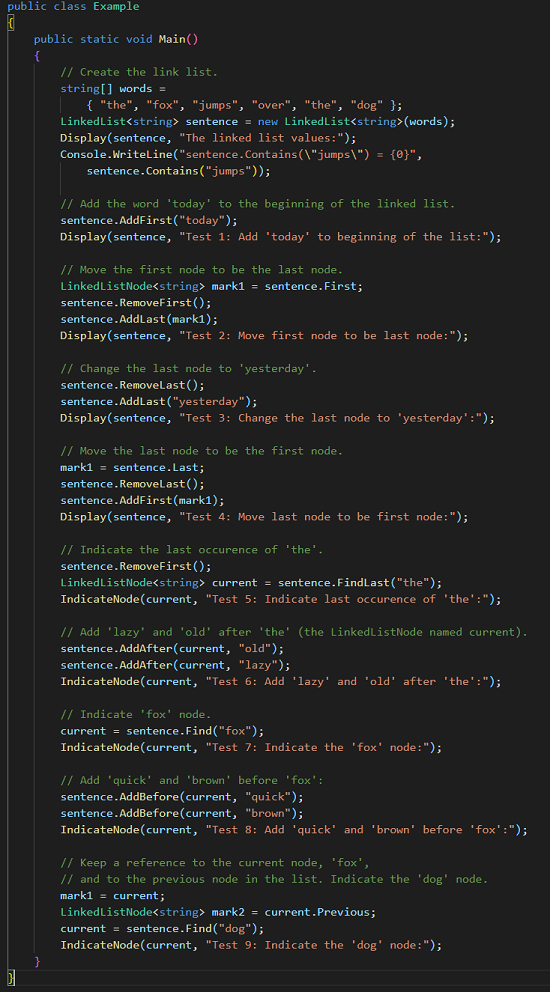 public class Example
{
public static void Main()
{
// Create the link list.
string[] words =
{ "the", "fox", "jumps", "over", "the", "dog" };
LinkedList<string> sentence = new LinkedList<string>(words);
Display(sentence, "The linked list values:");
Console.WriteLine("sentence.Contains(\"jumps\") = {0}",
sentence.Contains("jumps"));
// Add the word 'today' to the beginning of the linked list.
sentence.AddFirst("today");
Display(sentence, "Test 1: Add 'today' to beginning of the list:");
// Move the first node to be the last node.
LinkedListNode<string> mark1 = sentence.First;
sentence.RemoveFirst();
sentence.AddLast(mark1);
Display(sentence, "Test 2: Move first node to be last node:");
// Change the last node to 'yesterday'.
sentence.RemoveLast();
sentence.AddLast("yesterday");
Display(sentence, "Test 3: Change the last node to 'yesterday':");
// Move the last node to be the first node.
mark1 = sentence.Last;
sentence.RemoveLast();
sentence.AddFirst(mark1);
Display(sentence, "Test 4: Move last node to be first node:");
// Indicate the last occurence of 'the'.
sentence.RemoveFirst();
LinkedListNode<string> current = sentence.FindLast("the");
IndicateNode(current, "Test 5: Indicate last occurence of 'the':");
// Add 'lazy' and 'old' after 'the' (the LinkedListNode named current).
sentence.AddAfter(current, "old");
sentence.AddAfter(current, "lazy");
IndicateNode(current, "Test 6: Add 'lazy' and 'old' after 'the':");
// Indicate 'fox' node.
current = sentence.Find("fox");
IndicateNode(current, "Test 7: Indicate the 'fox' node:");
// Add 'quick' and 'brown' before 'fox':
sentence.AddBefore(current, "quick");
sentence.AddBefore(current, "brown");
IndicateNode(current, "Test 8: Add 'quick' and 'brown' before 'fox':");
// Keep a reference to the current node, 'fox',
// and to the previous node in the list. Indicate the 'dog' node.
mark1 = current;
LinkedListNode<string> mark2 = current.Previous;
current = sentence.Find("dog");
IndicateNode(current, "Test 9: Indicate the 'dog' node:");
}
}